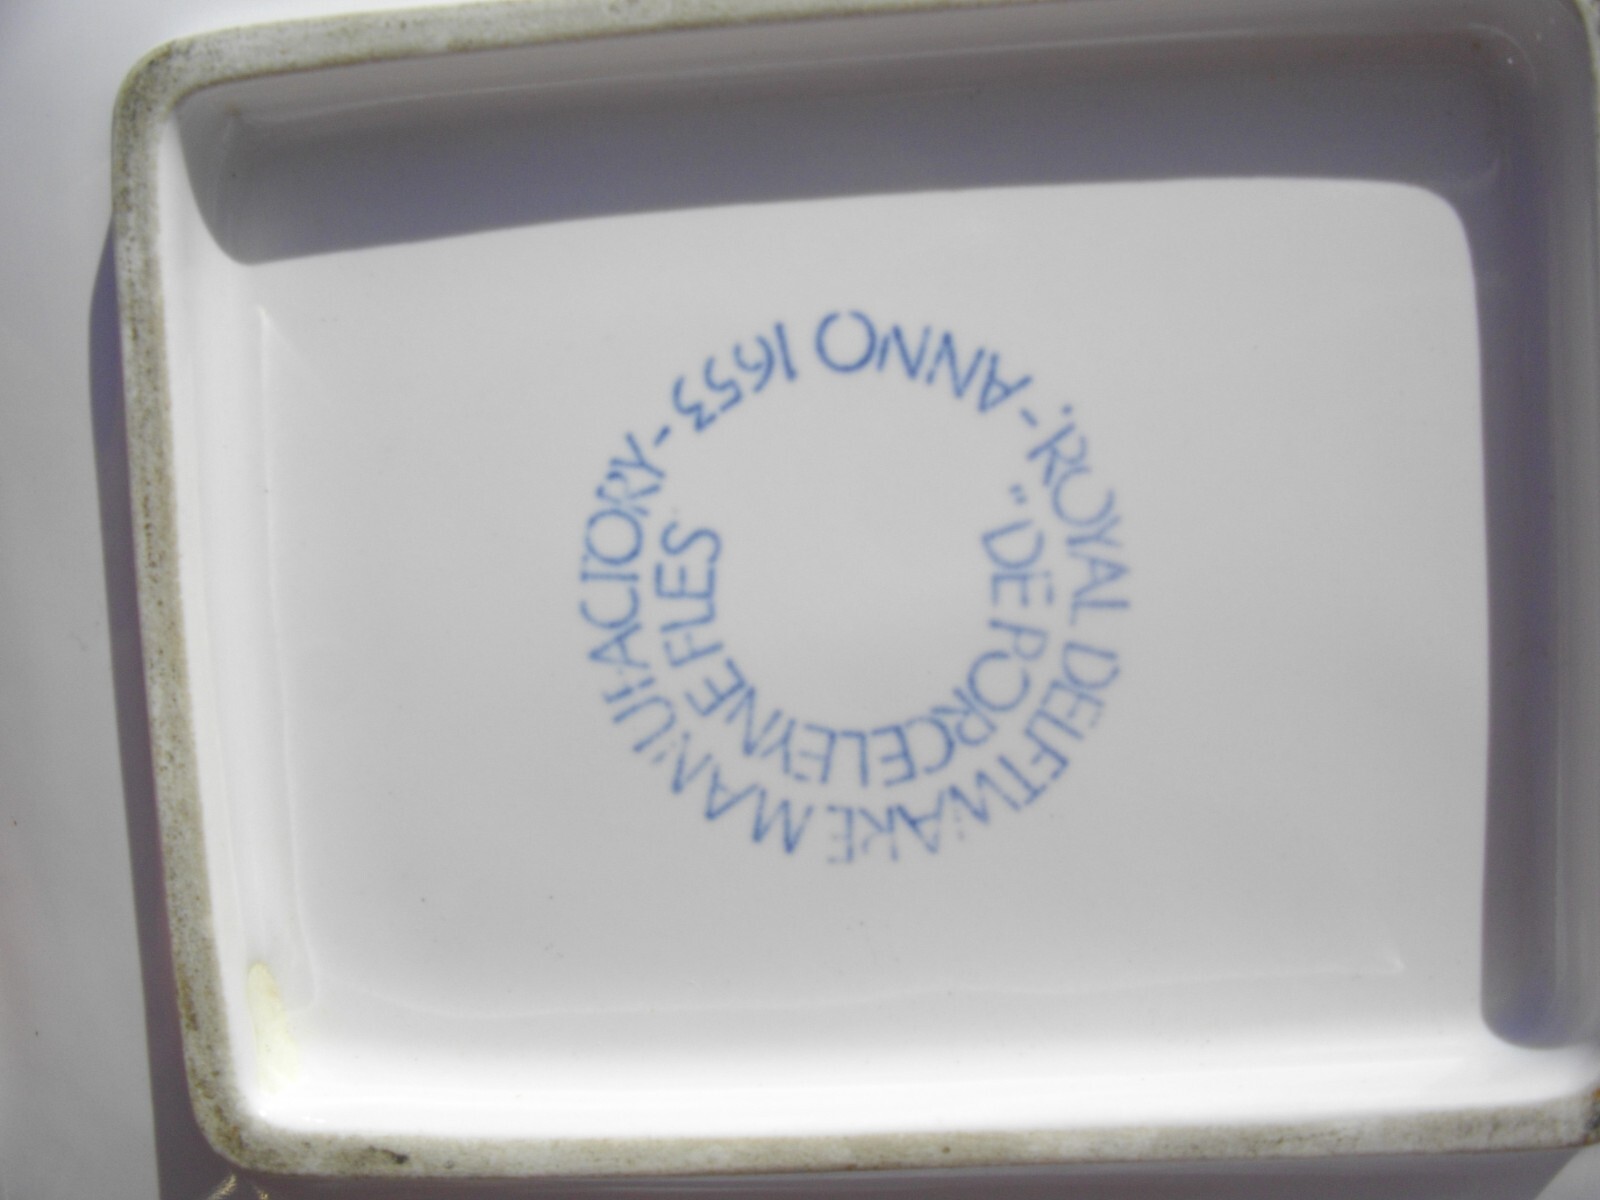 ROYAL DELFTWARE MANUFACTORY - ANNO 1653 -
"DE PORCELEYNE FLES